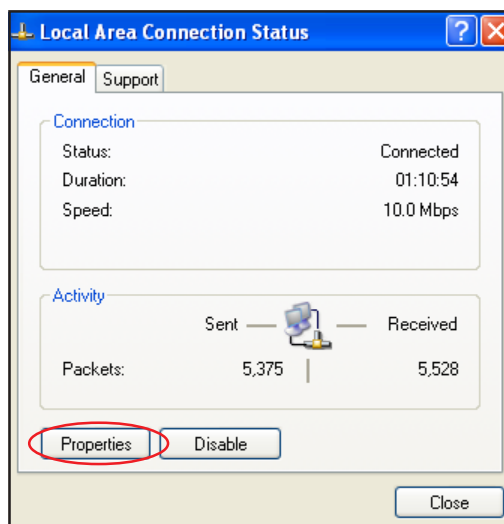 Local Area Connection Status
General Support
Connection
Status: Connected
Duration: 01:10:54
Speed: 10.0 Mbps
Activity
Sent Received
Packets: 5,375 5,528
Properties Disable
Close